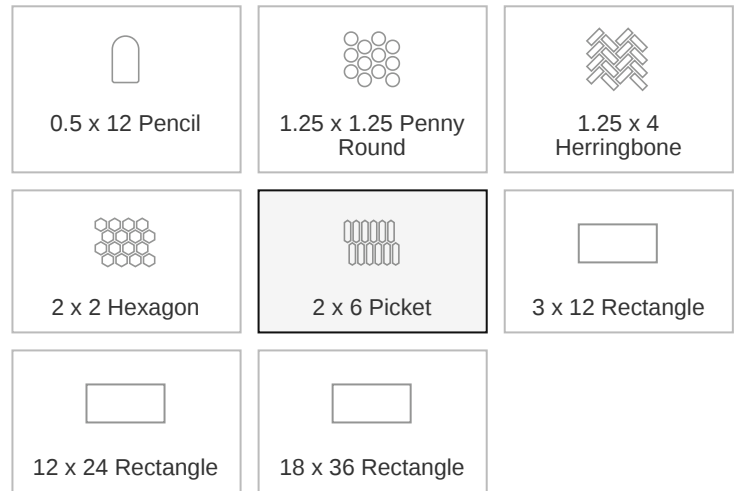 0.5 x 12 Pencil
1.25 x 1.25 Penny
Round
1.25 x 4
Herringbone
2 x 2 Hexagon
2 x 6 Picket
3 x 12 Rectangle
12 x 24 Rectangle
18 x 36 Rectangle